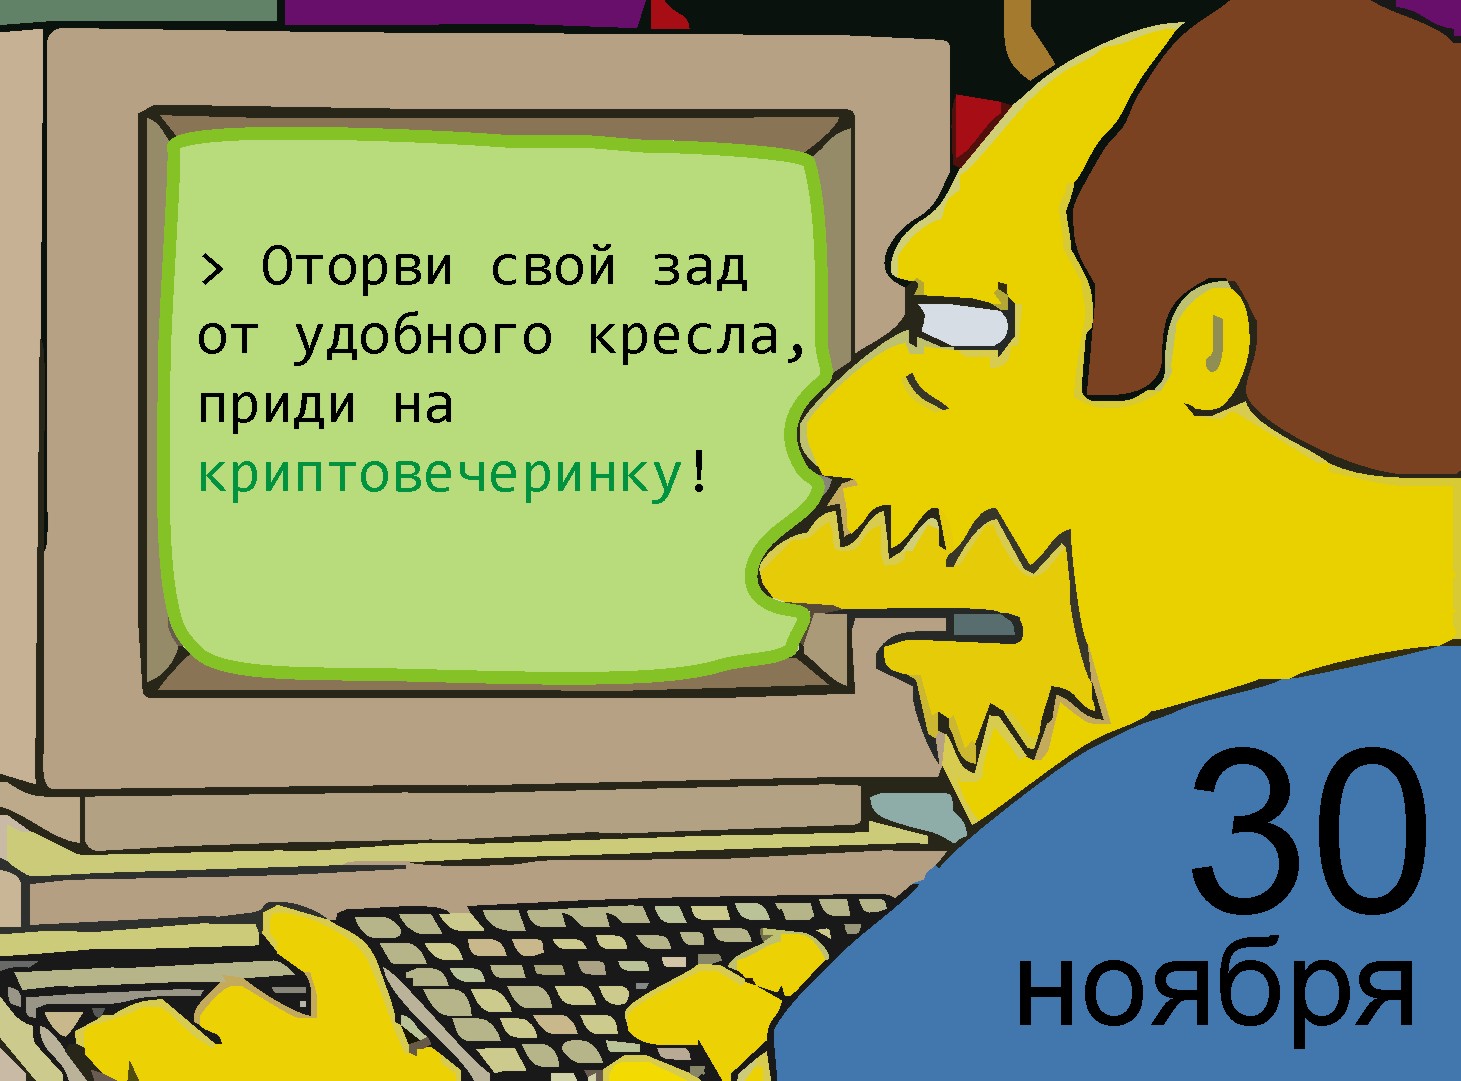 > Оторви свой зад
от удобного кресла,
приди на
криптовечеринку!
30
ноября